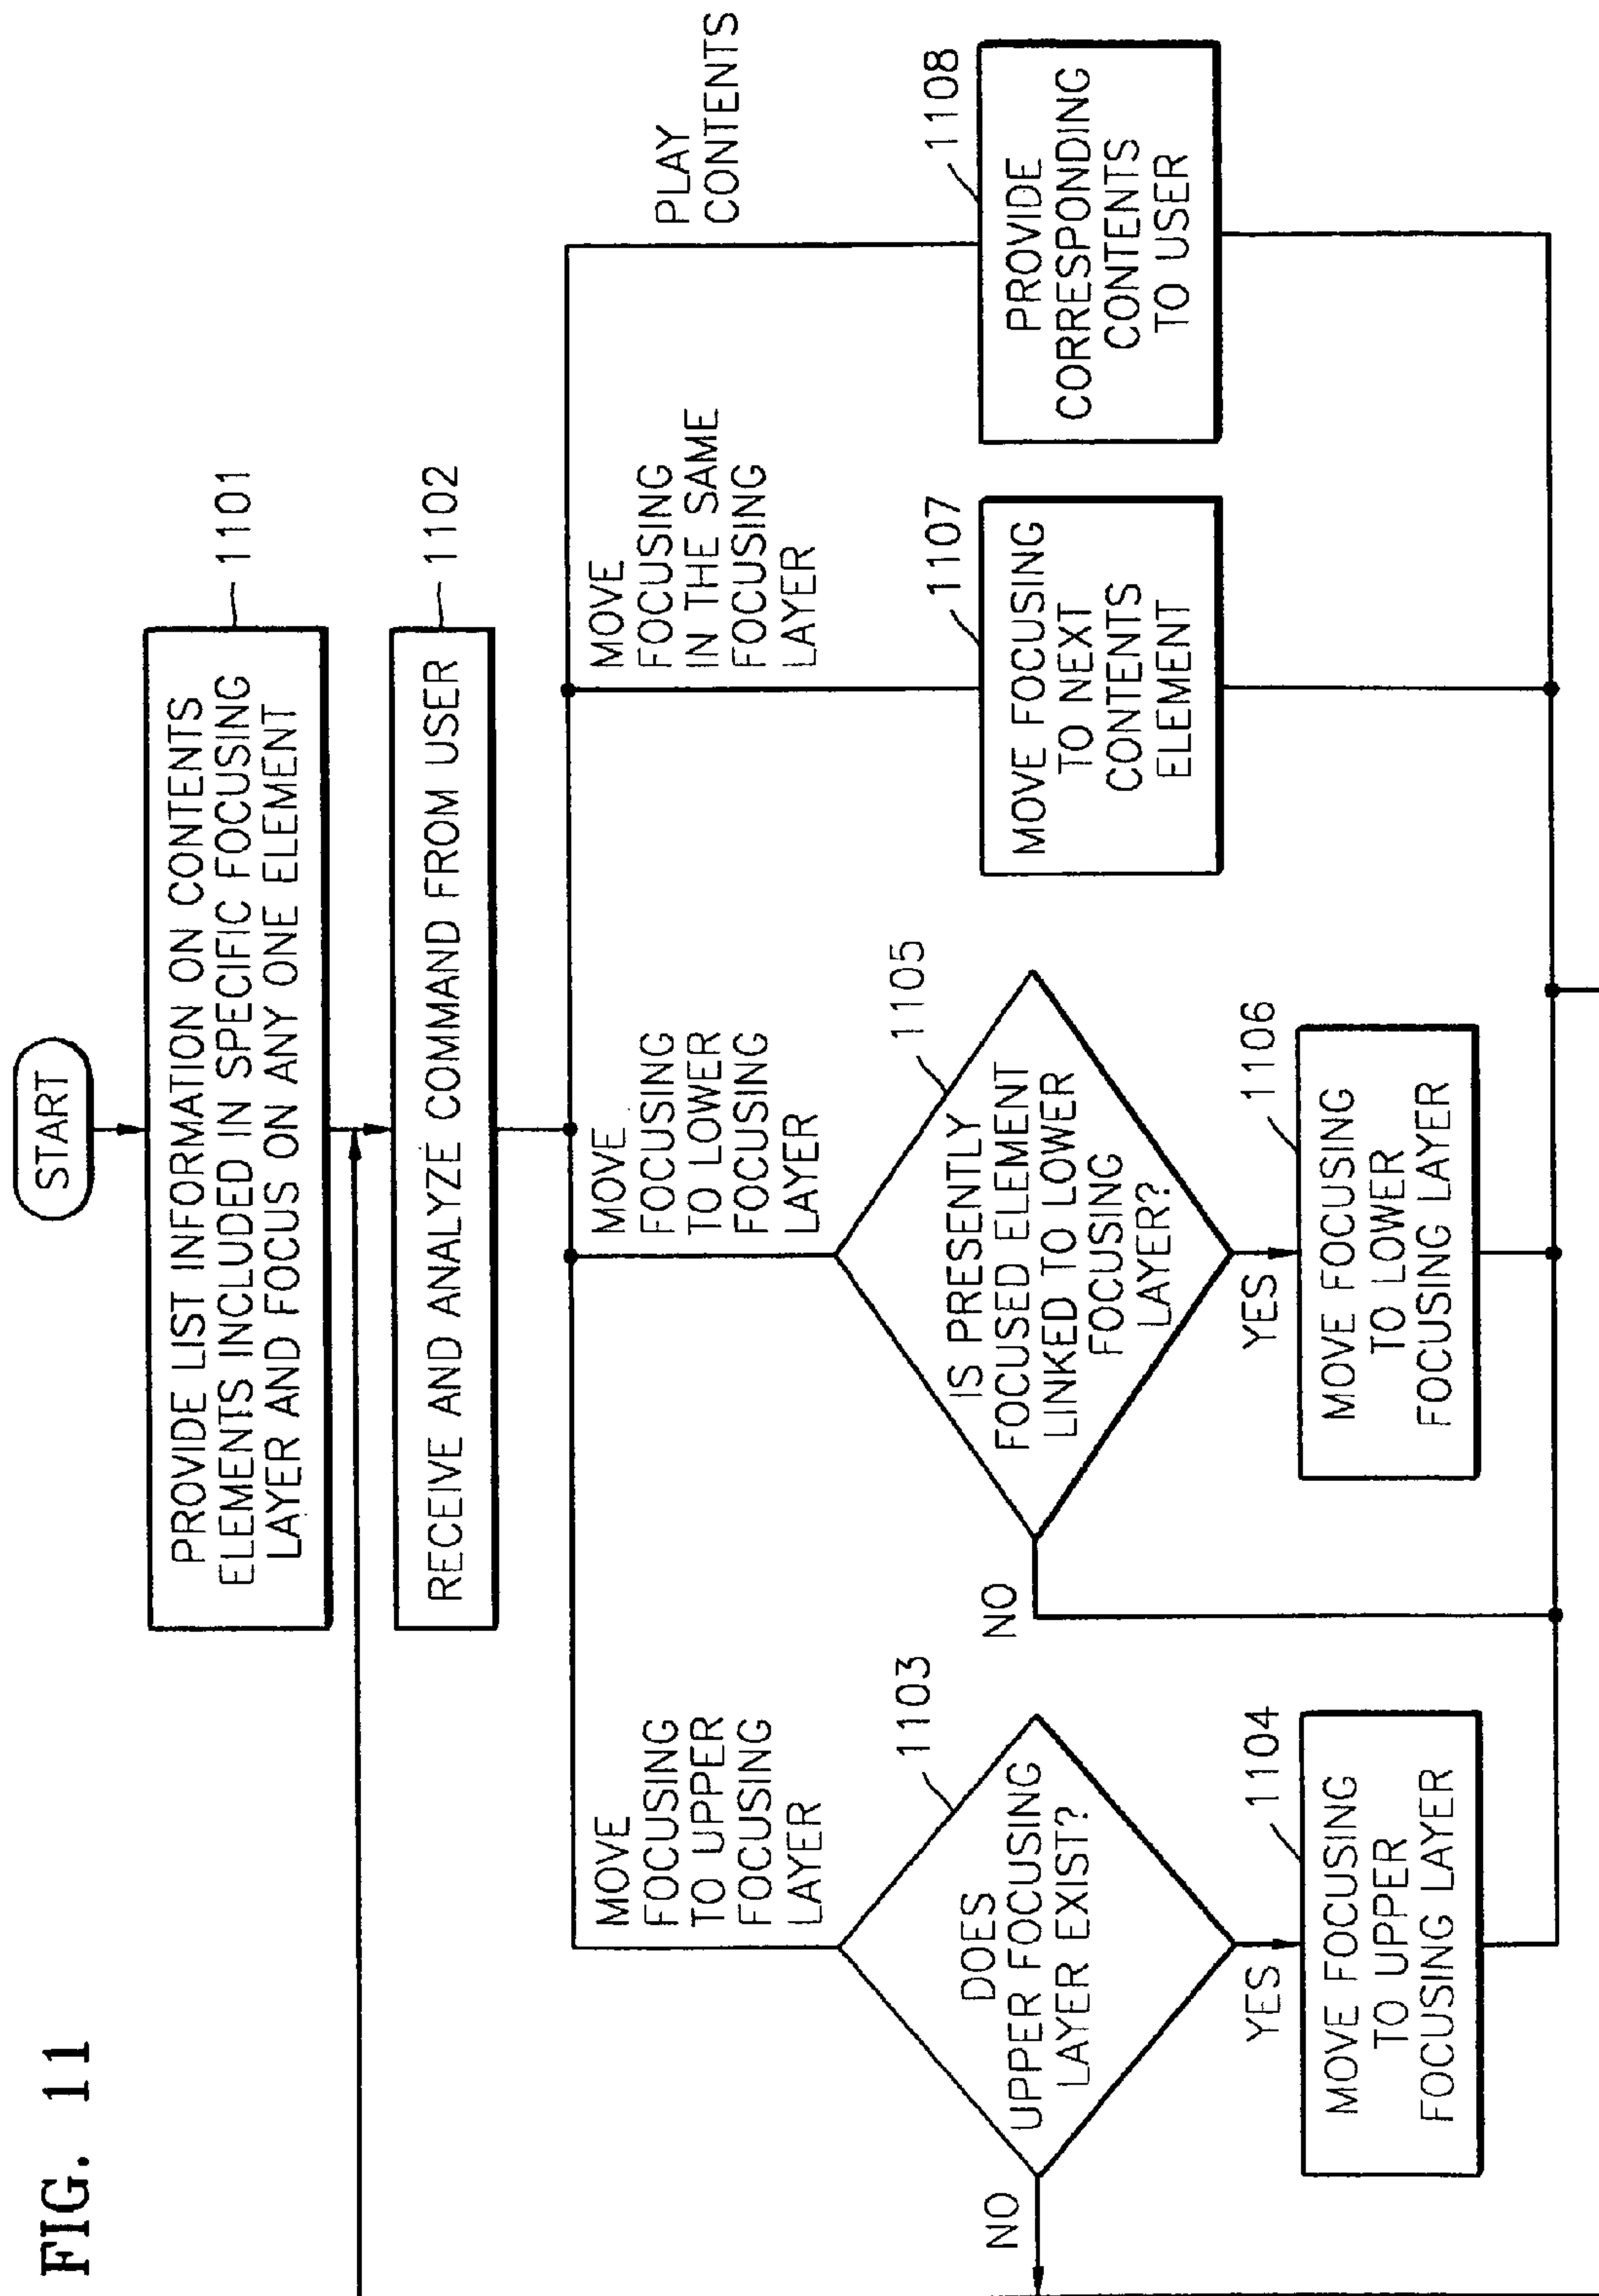 FIG. 11
START
PROVIDE LIST INFORMATION ON CONTENTS
ELEMENTS INCLUDED IN SPECIFIC FOCUSING
LAYER AND FOCUS ON ANY ONE ELEMENT
1101
RECEIVE AND ANALYZE COMMAND FROM USER
1102
MOVE
FOCUSING
TO UPPER
FOCUSING
LAYER
MOVE
FOCUSING
TO LOWER
FOCUSING
LAYER
MOVE
FOCUSING
IN THE SAME
FOCUSING
LAYER
PLAY
CONTENTS
1103
DOES
UPPER FOCUSING
LAYER EXIST?
NO
YES
1104
MOVE FOCUSING
TO UPPER
FOCUSING LAYER
1105
IS PRESENTLY
FOCUSED ELEMENT
LINKED TO LOWER
FOCUSING
LAYER?
NO
YES
1106
MOVE FOCUSING
TO LOWER
FOCUSING LAYER
1107
MOVE FOCUSING
TO NEXT
CONTENTS
ELEMENT
1108
PROVIDE
CORRESPONDING
CONTENTS
TO USER